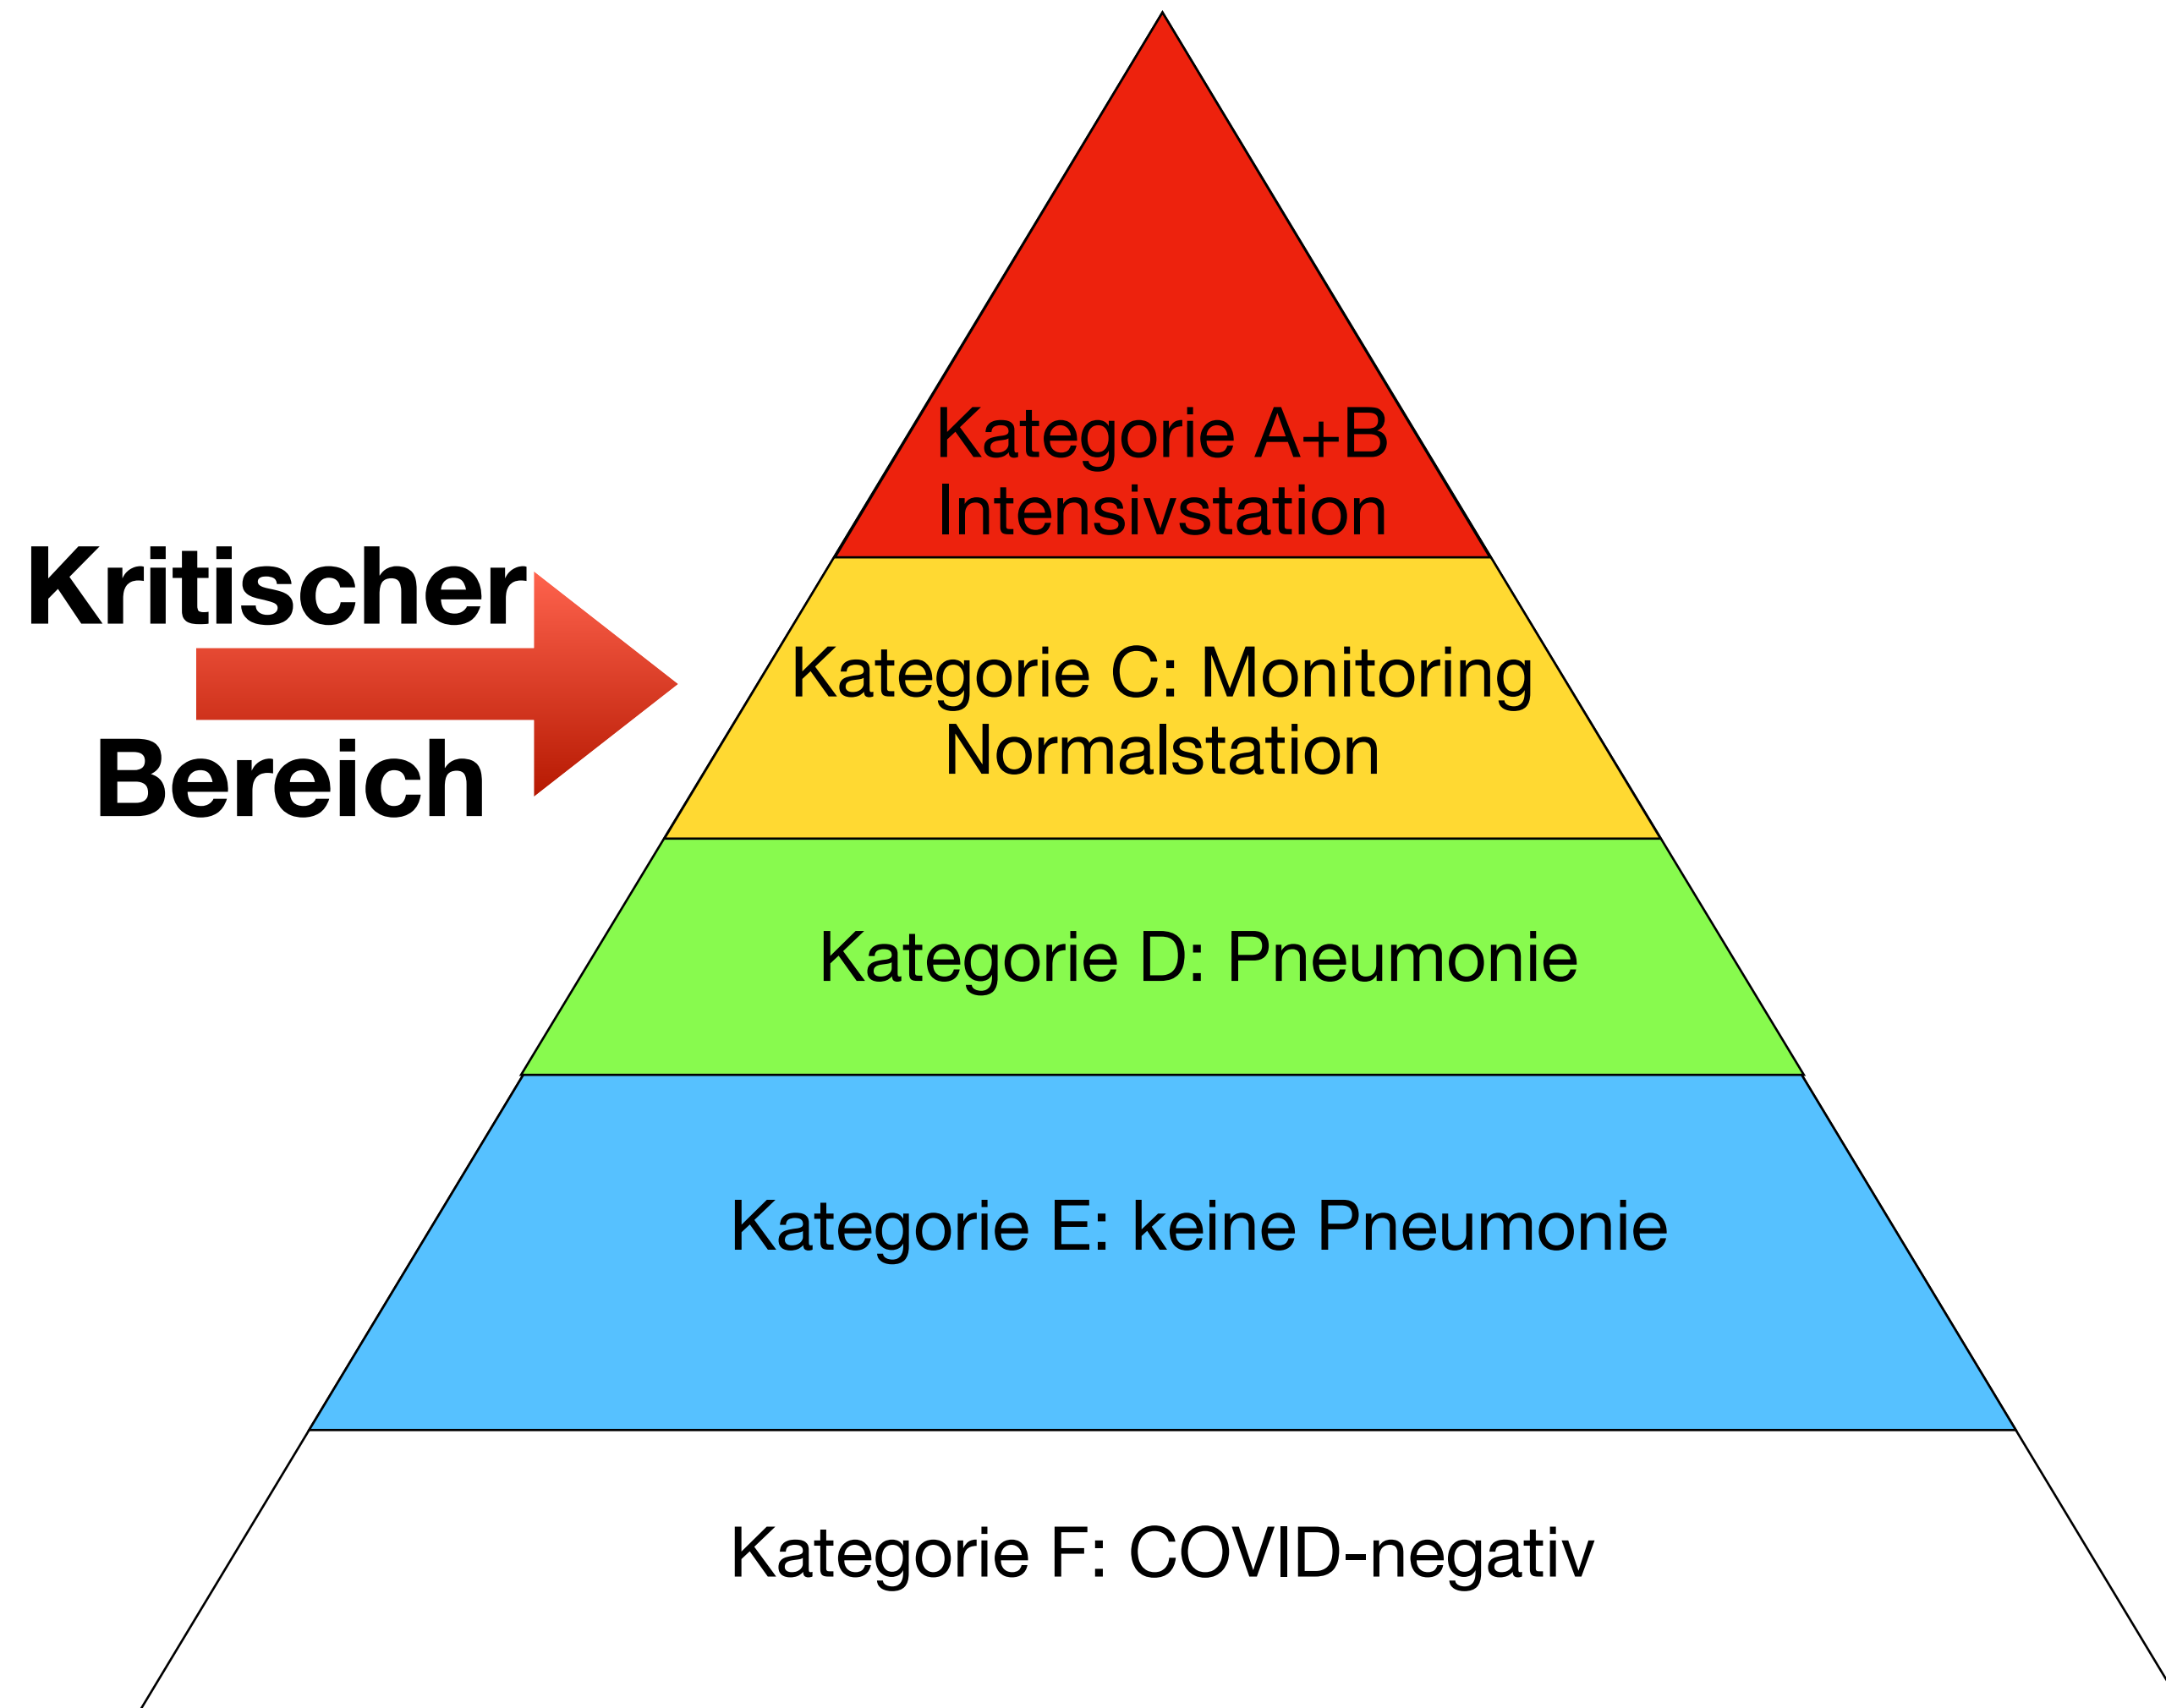 Kategorie A+B
Intensivstation
Kritischer
Bereich
Kategorie C: Monitoring
Normalstation
Kategorie D: Pneumonie
Kategorie E: keine Pneumonie
Kategorie F: COVID-negativ